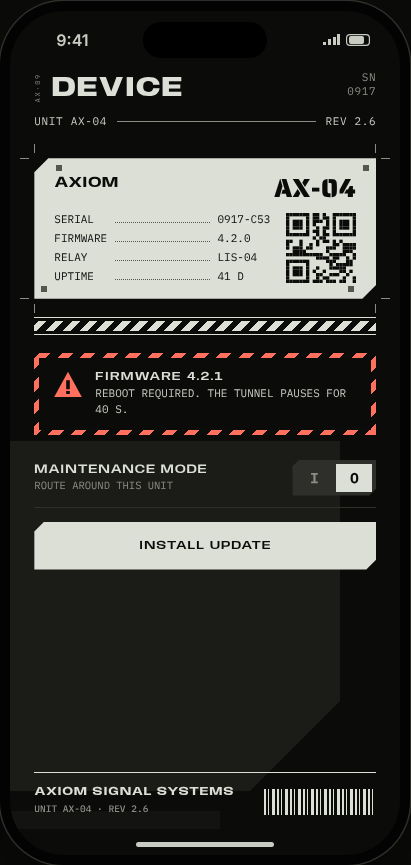 9:41
AX·09
DEVICE
SN
0917
UNIT AX-04
REV 2.6
AXIOM
AX-04
SERIAL 0917-C53
FIRMWARE 4.2.0
RELAY LIS-04
UPTIME 41 D
FIRMWARE 4.2.1
REBOOT REQUIRED. THE TUNNEL PAUSES FOR
40 S.
MAINTENANCE MODE
ROUTE AROUND THIS UNIT
I O
INSTALL UPDATE
AXIOM SIGNAL SYSTEMS
UNIT AX-04 · REV 2.6